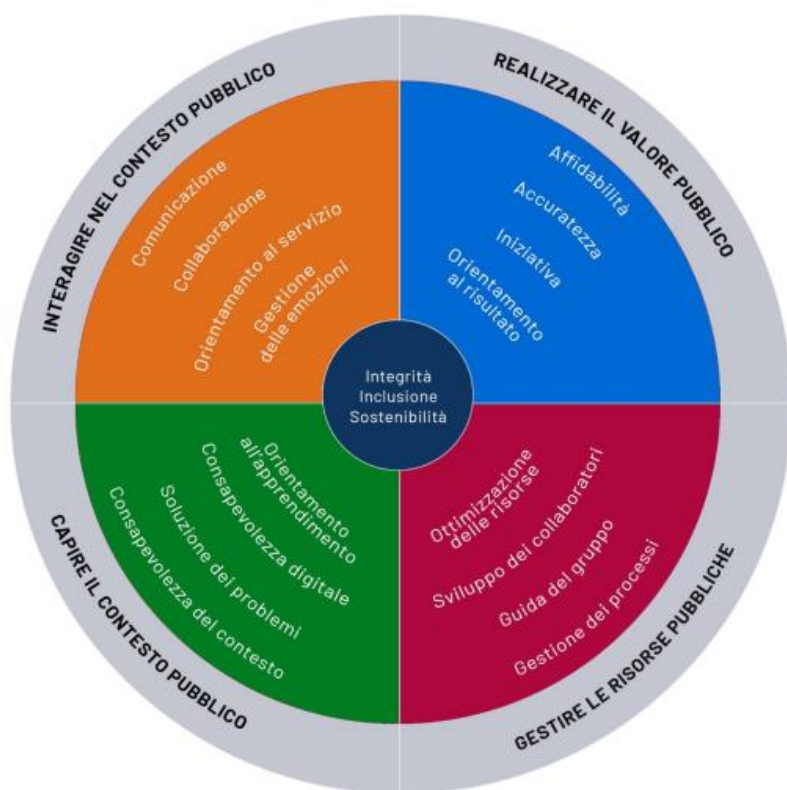 INTERAGIRE NEL CONTESTO PUBBLICO
Comunicazione
Collaborazione
Orientamento al servizio
Gestione
delle emozioni
REALIZZARE IL VALORE PUBBLICO
Affidabilità
Accuratezza
Iniziativa
Orientamento
al risultato
Integrità
Inclusione
Sostenibilità
CAPIRE IL CONTESTO PUBBLICO
Orientamento
all'apprendimento
Consapevolezza digitale
Soluzione dei problemi
Consapevolezza del contesto
GESTIRE LE RISORSE PUBBLICHE
Ottimizzazione
delle risorse
Sviluppo dei collaboratori
Guida del gruppo
Gestione dei processi